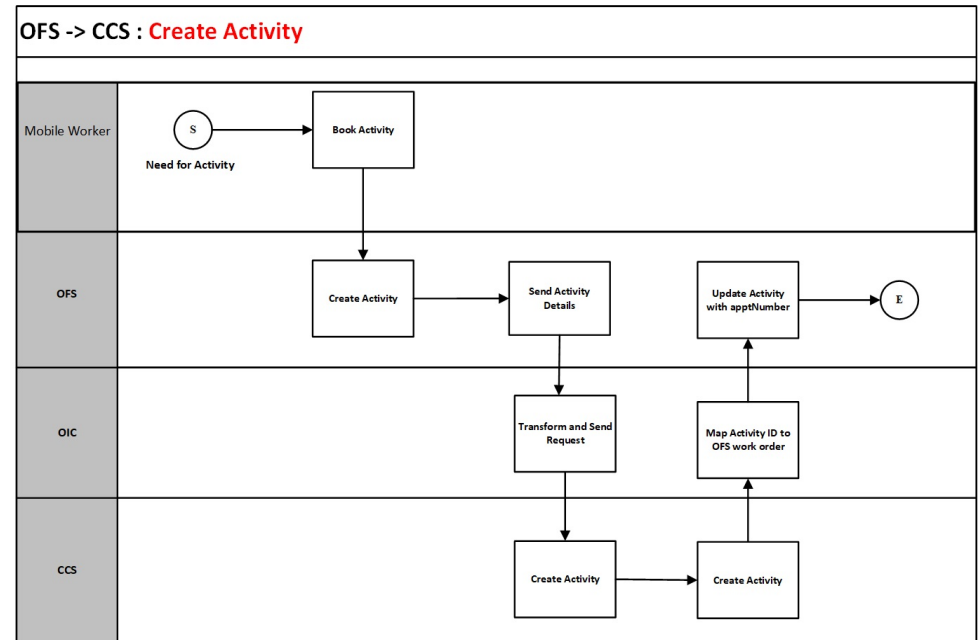 OFS -> CCS : Create Activity
Mobile Worker
S
Need for Activity
Book Activity
OFS
Create Activity
Send Activity
Details
Update Activity
with apptNumber
E
OIC
Transform and Send
Request
Map Activity ID to
OFS work order
CCS
Create Activity
Create Activity